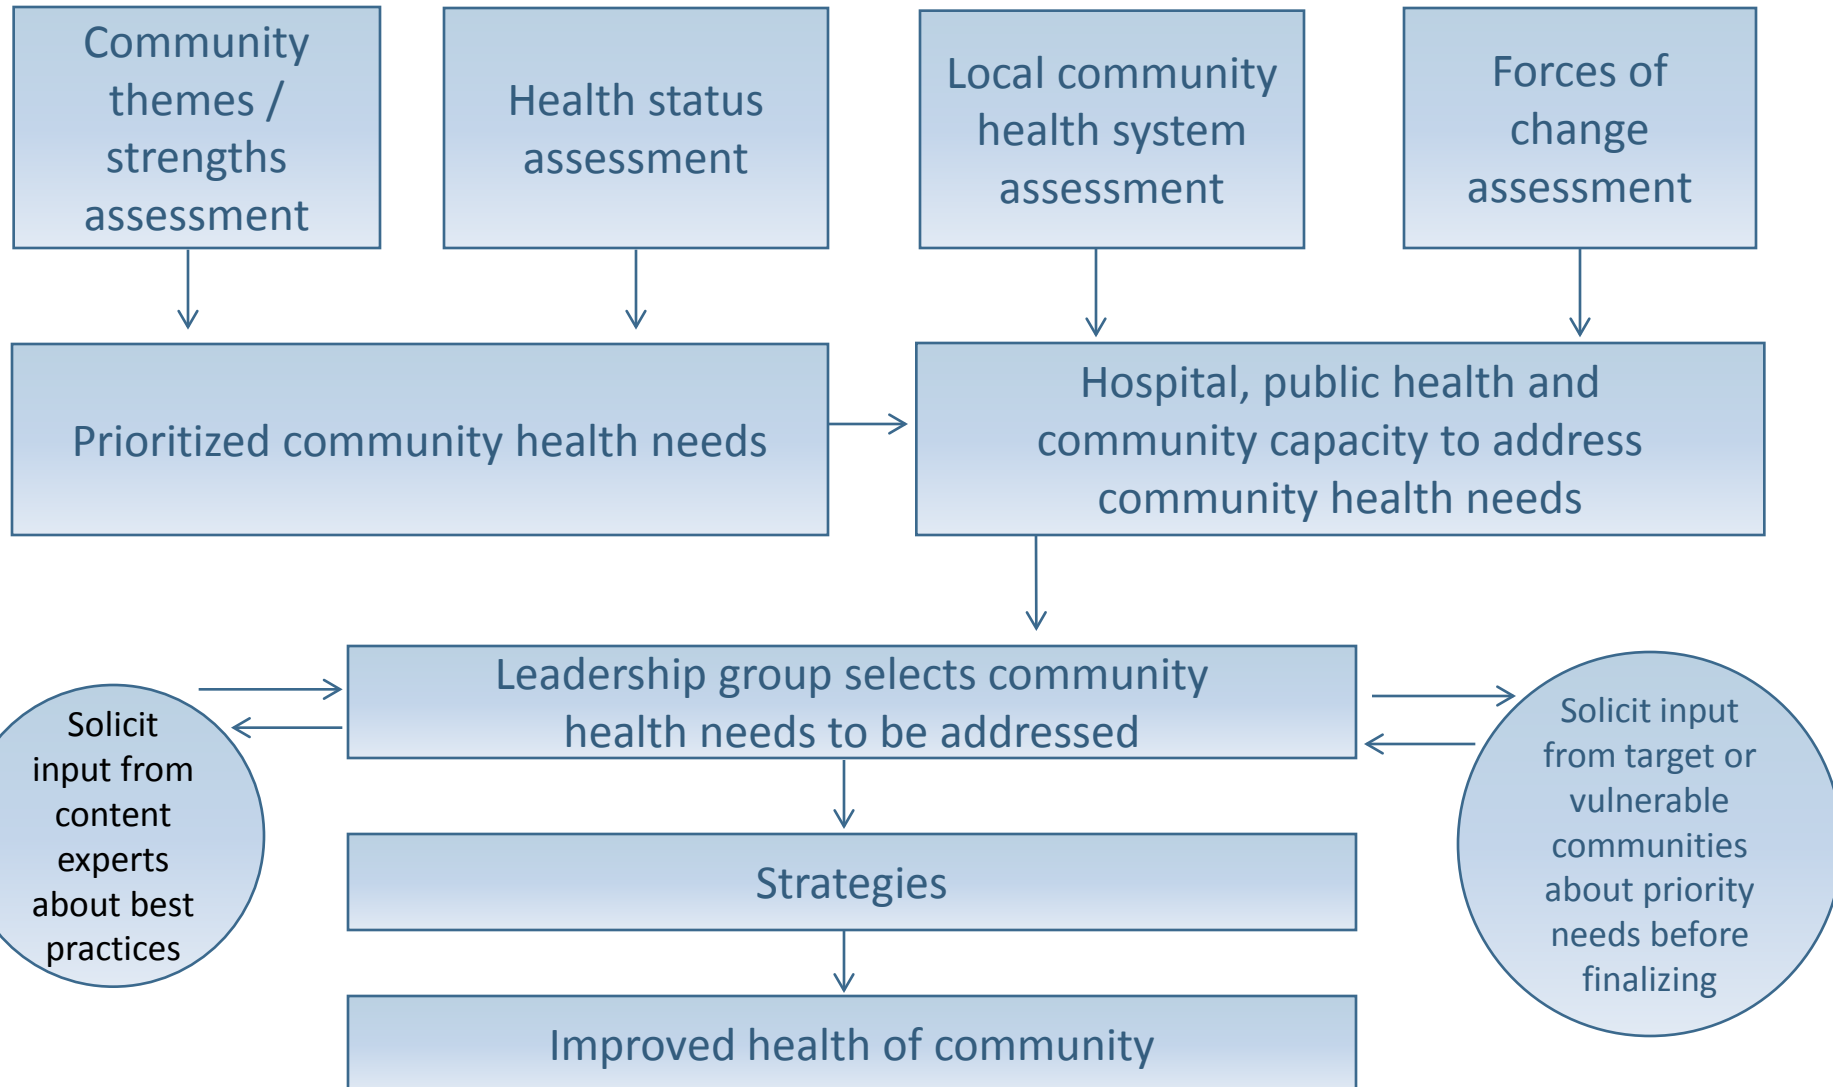 Community
themes /
strengths
assessment
Health status
assessment
Local community
health system
assessment
Forces of
change
assessment
Prioritized community health needs
Hospital, public health and
community capacity to address
community health needs
Leadership group selects community
health needs to be addressed
Solicit
input from
content
experts
about best
practices
Solicit input
from target or
vulnerable
communities
about priority
needs before
finalizing
Strategies
Improved health of community